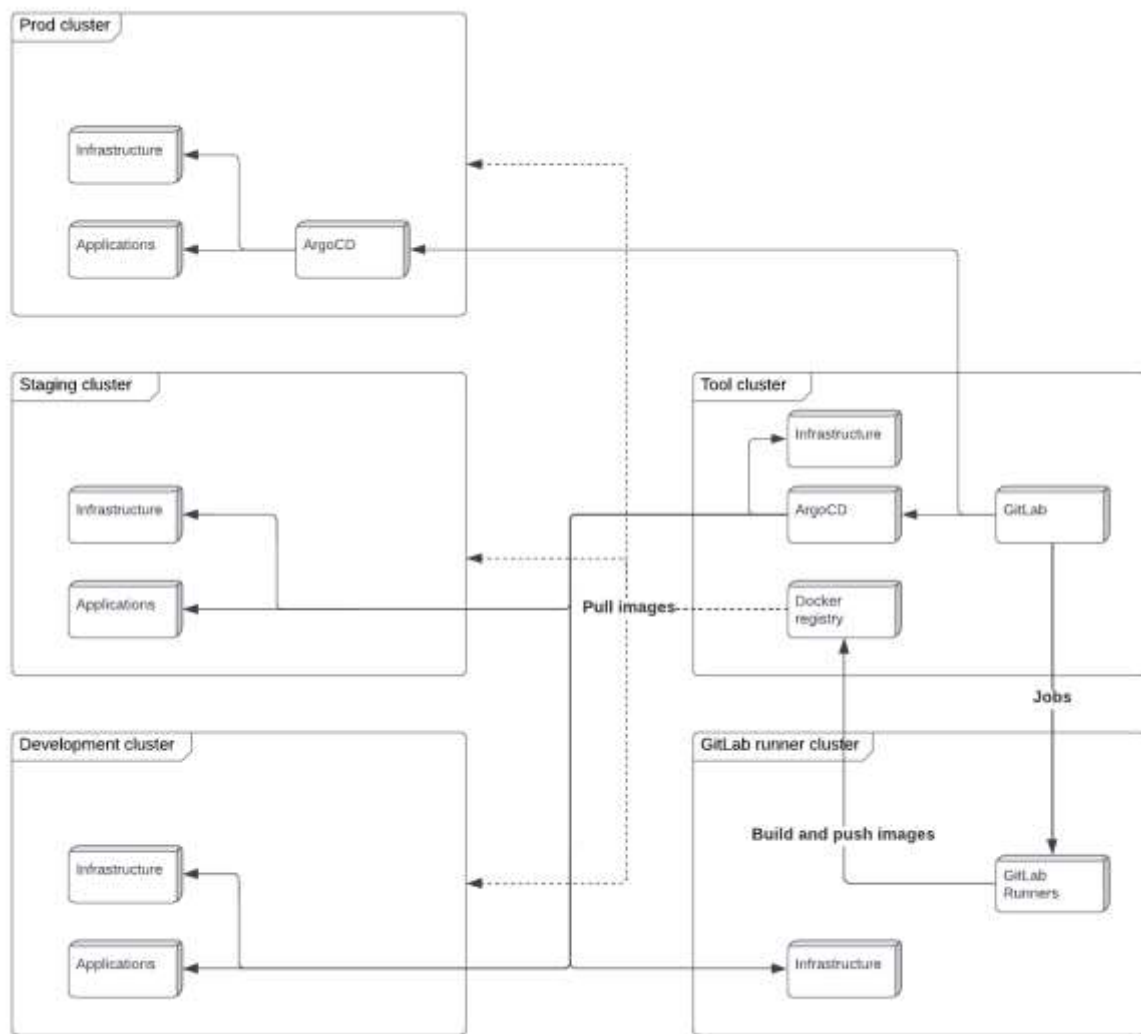 Prod cluster
Infrastructure
Applications
ArgoCD
Staging cluster
Infrastructure
Applications
Tool cluster
Infrastructure
ArgoCD
GitLab
Docker
registry
Pull images
Jobs
Development cluster
Infrastructure
Applications
GitLab runner cluster
Build and push images
GitLab
Runners
Infrastructure